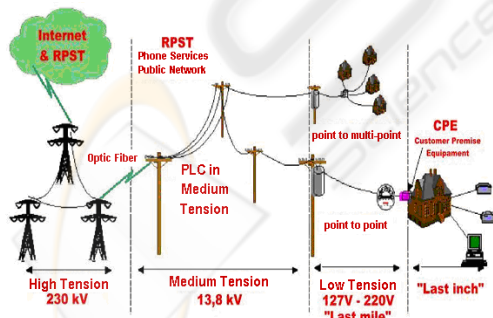 Internet
& RPST
RPST
Phone Services
Public Network
Optic Fiber
PLC in
Medium
Tension
point to multi-point
point to point
CPE
Customer Premise
Equipament
High Tension
230 kV
Medium Tension
13,8 kV
Low Tension
127V - 220V
"Last mile"
"Last inch"